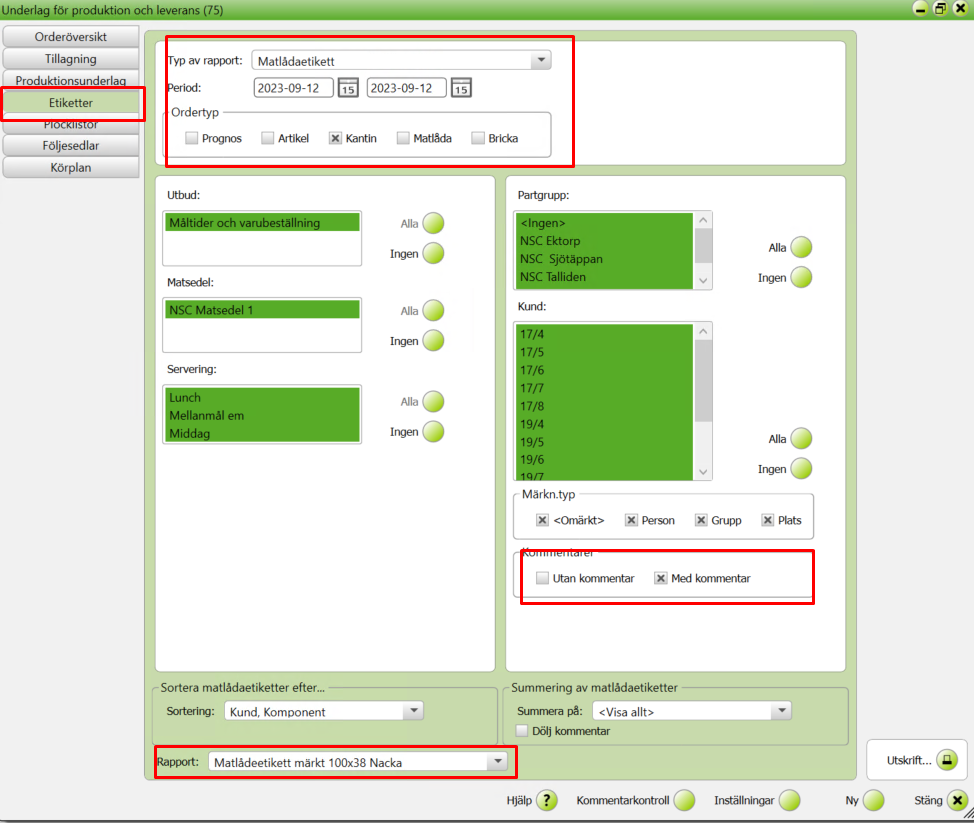 Underlag för produktion och leverans (75)
Orderöversikt
Tillagning
Produktionsunderlag
Etiketter
Plocklistor
Följesedlar
Körplan
Typ av rapport: Matlådaetikett
Period: 2023-09-12 15 2023-09-12 15
Ordertyp
Prognos Artikel Kantin Matlåda Bricka
Utbud:
Måltider och varubeställning
Alla
Ingen
Matsedel:
NSC Matsedel 1
Alla
Ingen
Servering:
Lunch
Mellanmål em
Middag
Alla
Ingen
Partgrupp:
<Ingen>
NSC Ektorp
NSC Sjötäppan
NSC Talliden
Alla
Ingen
Kund:
17/4
17/5
17/6
17/7
17/8
19/4
19/5
19/6
19/7
Alla
Ingen
Märkn.typ
<Omärkt> Person Grupp Plats
Kommentarer
Utan kommentar Med kommentar
Sortera matlådaetiketter efter...
Sortering: Kund, Komponent
Summering av matlådaetiketter
Summera på: <Visa allt>
Dölj kommentar
Rapport: Matlådeetikett märkt 100x38 Nacka
Utskrift...
Hjälp ? Kommentarkontroll Inställningar Ny Stäng